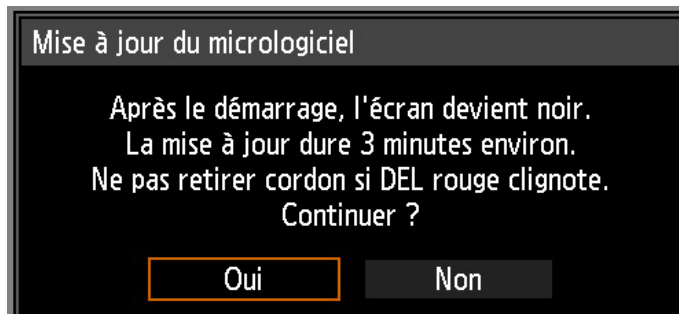 Mise à jour du micrologiciel
Après le démarrage, l'écran devient noir.
La mise à jour dure 3 minutes environ.
Ne pas retirer cordon si DEL rouge clignote.
Continuer ?
Oui
Non